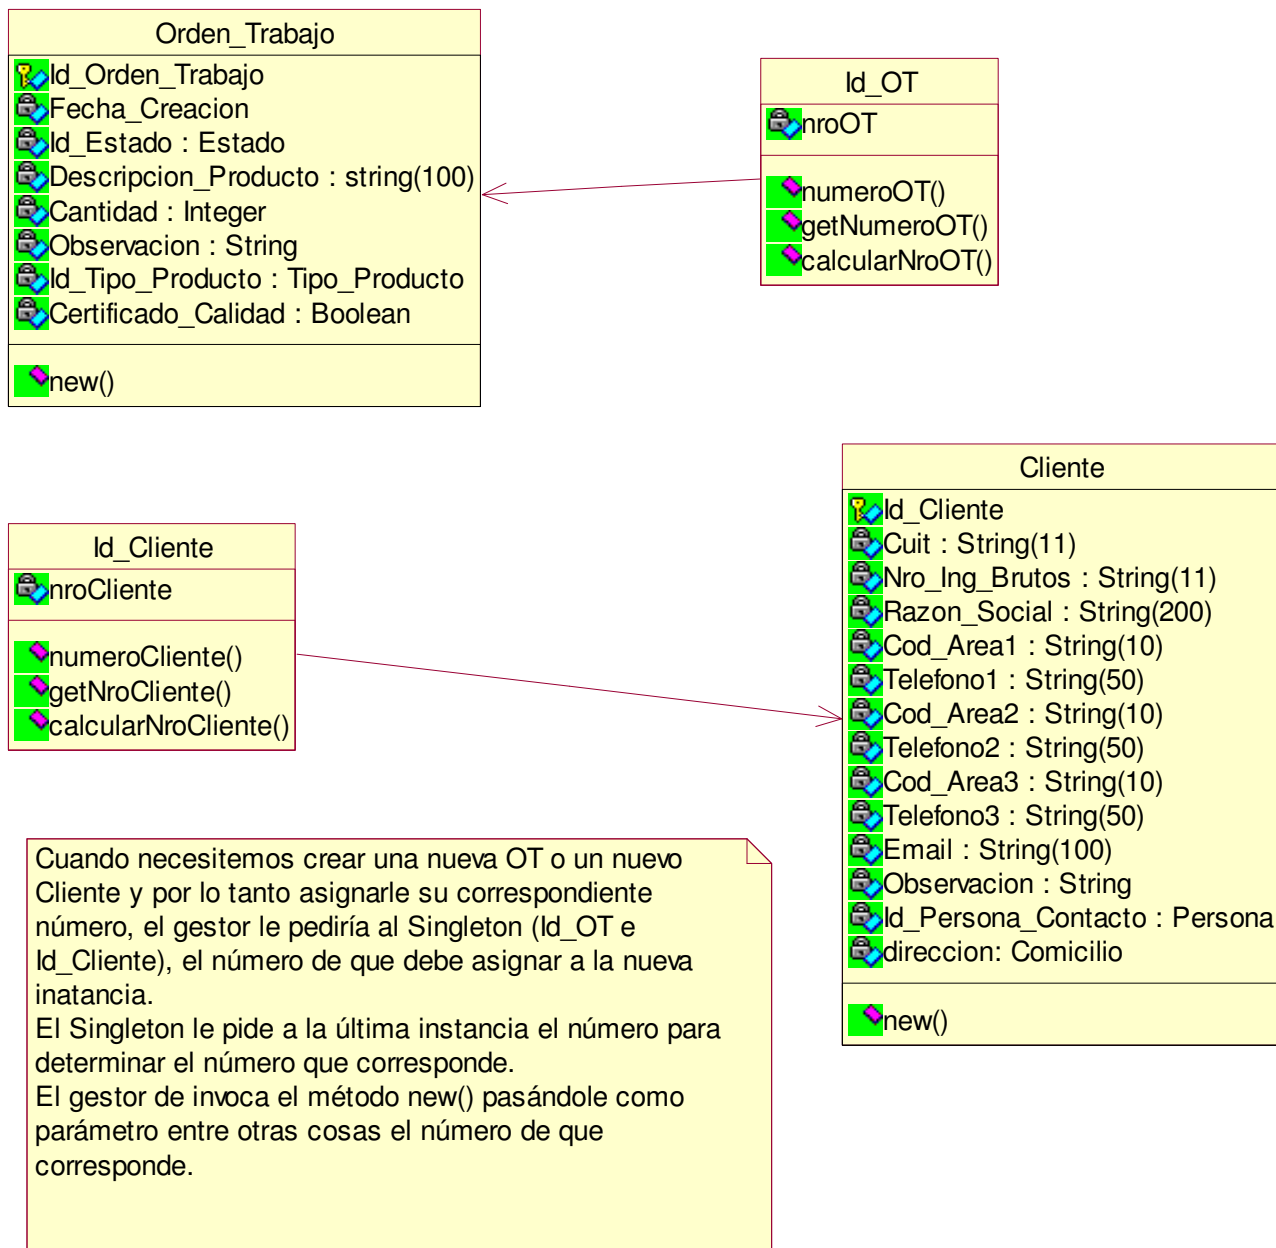 Orden_Trabajo
Id_Orden_Trabajo
Fecha_Creacion
Id_Estado : Estado
Descripcion_Producto : string(100)
Cantidad : Integer
Observacion : String
Id_Tipo_Producto : Tipo_Producto
Certificado_Calidad : Boolean
new()
Id_OT
nroOT
numeroOT()
getNumeroOT()
calcularNroOT()
Id_Cliente
nroCliente
numeroCliente()
getNroCliente()
calcularNroCliente()
Cliente
Id_Cliente
Cuit : String(11)
Nro_Ing_Brutos : String(11)
Razon_Social : String(200)
Cod_Area1 : String(10)
Telefono1 : String(50)
Cod_Area2 : String(10)
Telefono2 : String(50)
Cod_Area3 : String(10)
Telefono3 : String(50)
Email : String(100)
Observacion : String
Id_Persona_Contacto : Persona
direccion: Comicilio
new()
Cuando necesitemos crear una nueva OT o un nuevo
Cliente y por lo tanto asignarle su correspondiente
número, el gestor le pediría al Singleton (Id_OT e
Id_Cliente), el número de que debe asignar a la nueva
inatancia.
El Singleton le pide a la última instancia el número para
determinar el número que corresponde.
El gestor de invoca el método new() pasándole como
parámetro entre otras cosas el número de que
corresponde.